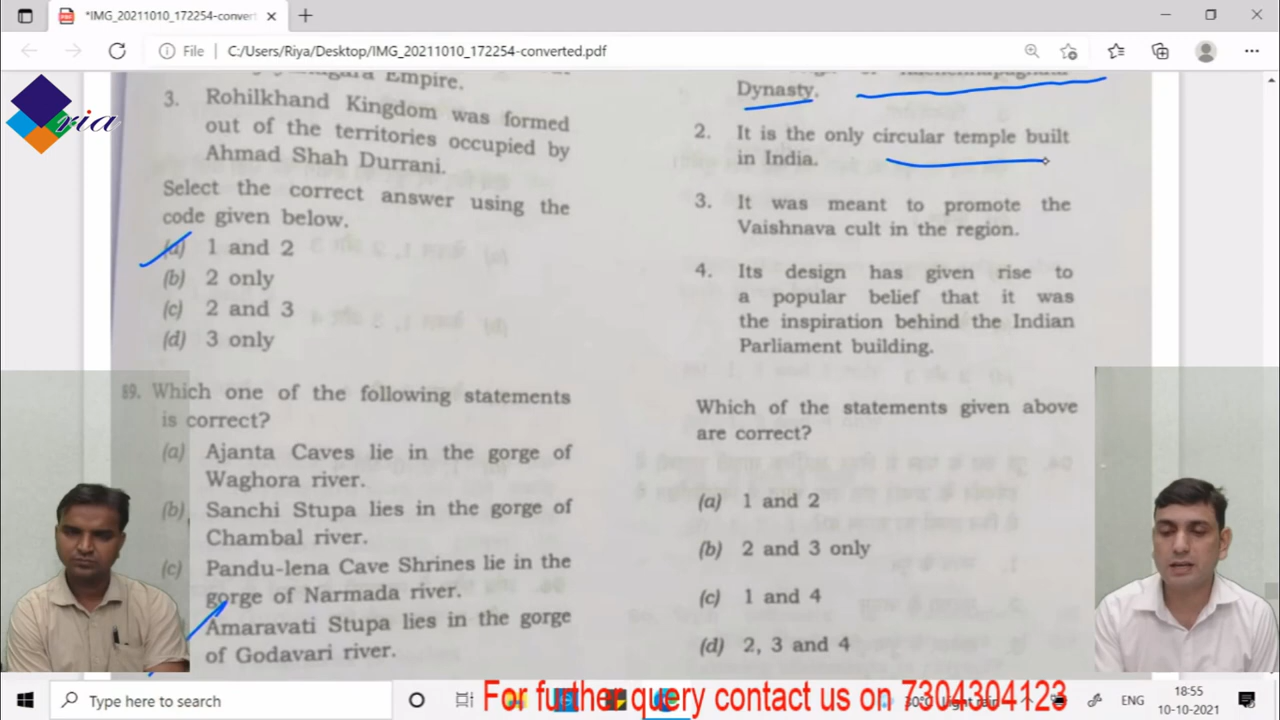 *IMG_20211010_172254-convert
File
C:/Users/Riya/Desktop/IMG_20211010_172254-converted.pdf
ria
Empire.
3. Rohilkhand Kingdom was formed
out of the territories occupied by
Ahmad Shah Durrani.
Select the correct answer using the
code given below.
(a) 1 and 2
(b) 2 only
(c) 2 and 3
(d) 3 only
89. Which one of the following statements
is correct?
(a) Ajanta Caves lie in the gorge of
Waghora river.
(b) Sanchi Stupa lies in the gorge of
Chambal river.
(c) Pandu-lena Cave Shrines lie in the
gorge of Narmada river.
Amaravati Stupa lies in the gorge
of Godavari river.
Dynasty.
2. It is the only circular temple built
in India.
3. It was meant to promote the
Vaishnava cult in the region.
4. Its design has given rise to
a popular belief that it was
the inspiration behind the Indian
Parliament building.
Which of the statements given above
are correct?
(a) 1 and 2
(b) 2 and 3 only
(c) 1 and 4
(d) 2, 3 and 4
For further query contact us on 7304304123
Type here to search
30°C Light rain
ENG
18:55
10-10-2021